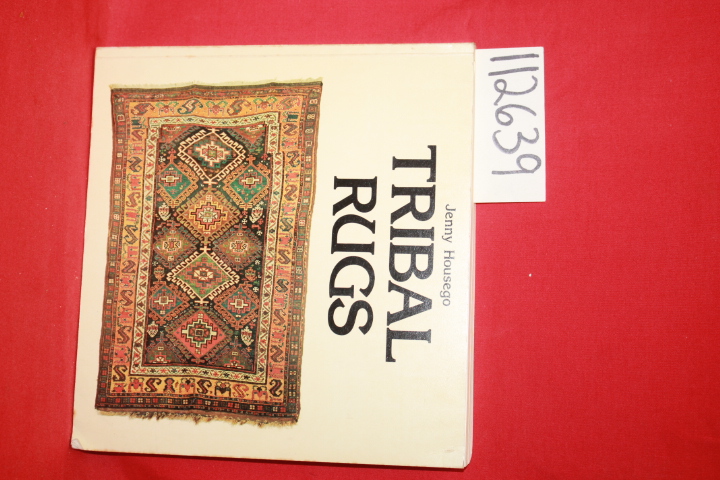 Jenny Housego
TRIBAL
RUGS
112639